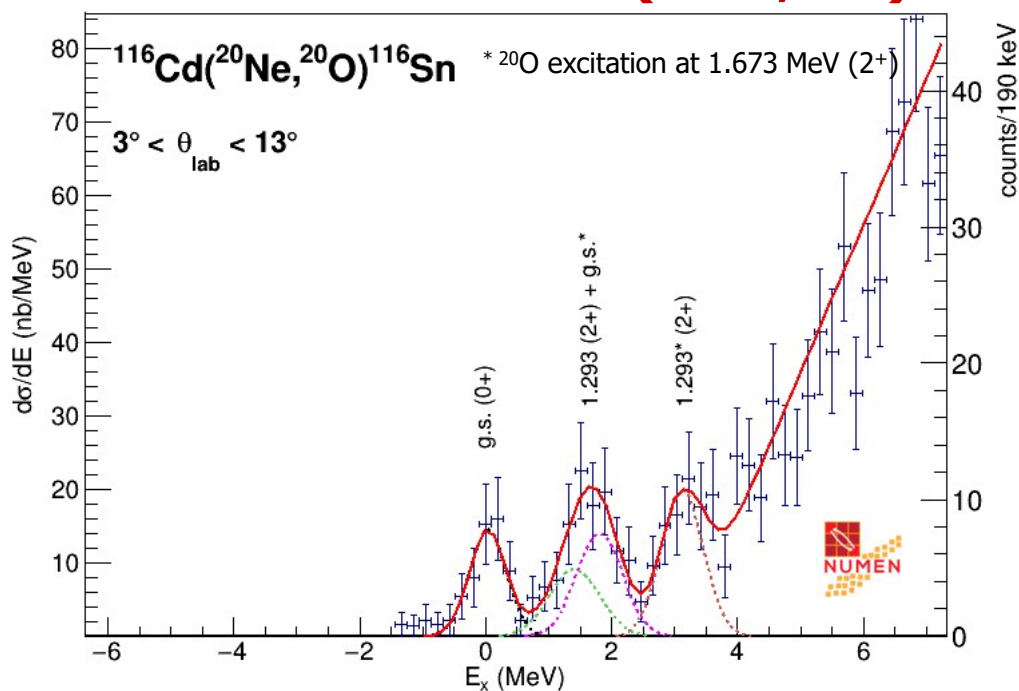 ¹¹⁶Cd(²⁰Ne,²⁰O)¹¹⁶Sn
* ²⁰O excitation at 1.673 MeV (2⁺)
3° < θ_lab < 13°
g.s. (0+)
1.293 (2+) + g.s.*
1.293* (2+)
dσ/dE (nb/MeV)
80
70
60
50
40
30
20
10
counts/190 keV
40
30
20
10
0
NUMEN
−6 −4 −2 0 2 4 6
E_x (MeV)